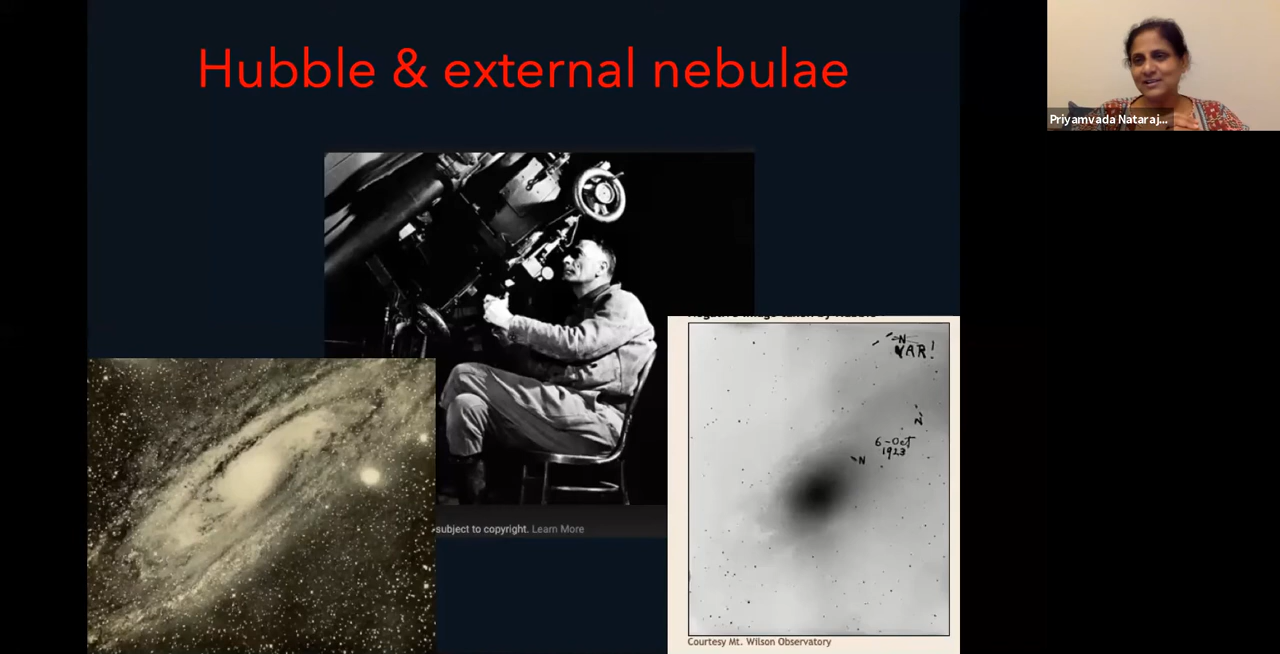 Hubble & external nebulae
Priyamvada Nataraj...
N
VAR!
N
6-Oct
1923
N
-subject to copyright. Learn More
Courtesy Mt. Wilson Observatory